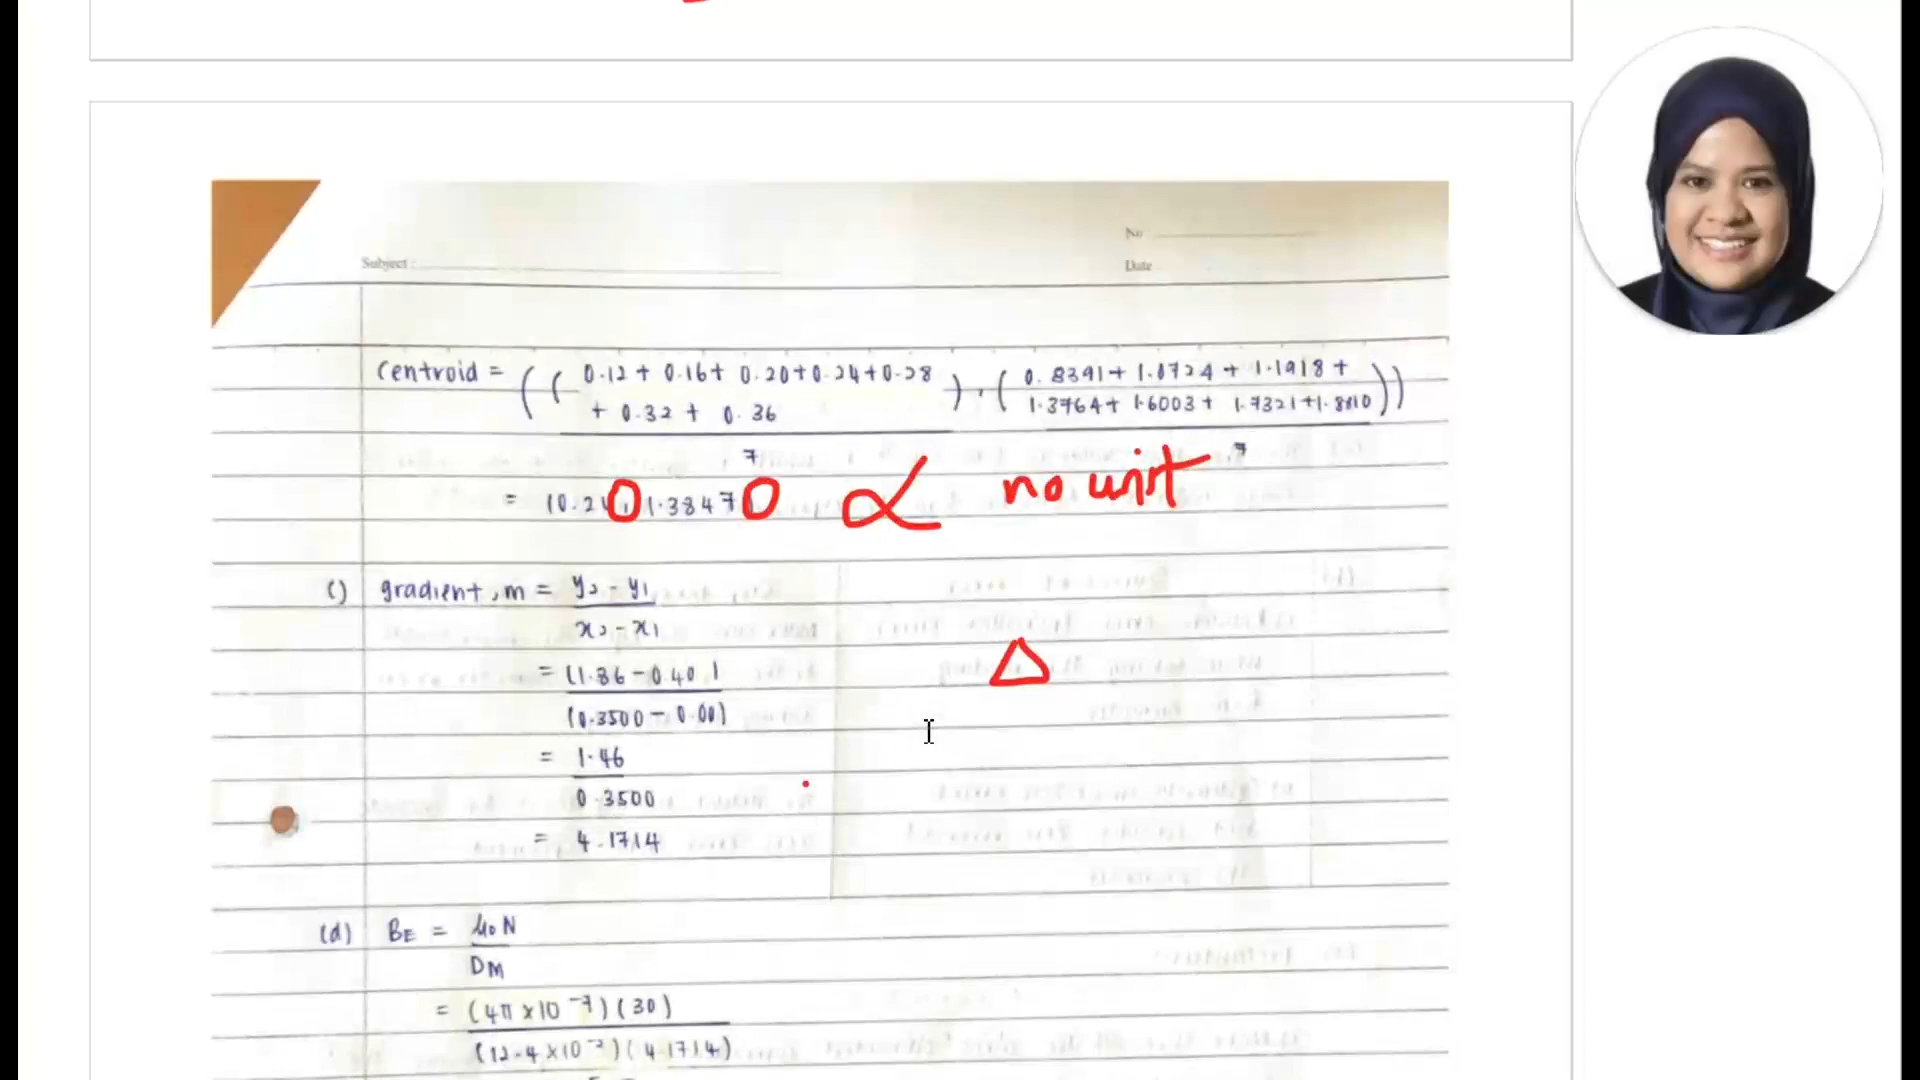 No
Subject :
Date
Centroid = ( ( 0.12 + 0.16 + 0.20 + 0.24 + 0.28
+ 0.32 + 0.36
7 ) , ( 0.8391 + 1.0724 + 1.1918 +
1.3764 + 1.6003 + 1.7321 + 1.8810
7 ) )
= (0.24, 1.3847 ∝ no unit
c) gradient, m = y2 - y1
x2 - x1
= (1.86 - 0.40)
(0.3500 - 0.00)
= 1.46
0.3500
= 4.1714
(d) BE = μ0N
Dm
= (4π x 10^-7)(30)
(12.4 x 10^-2)(4.1714)